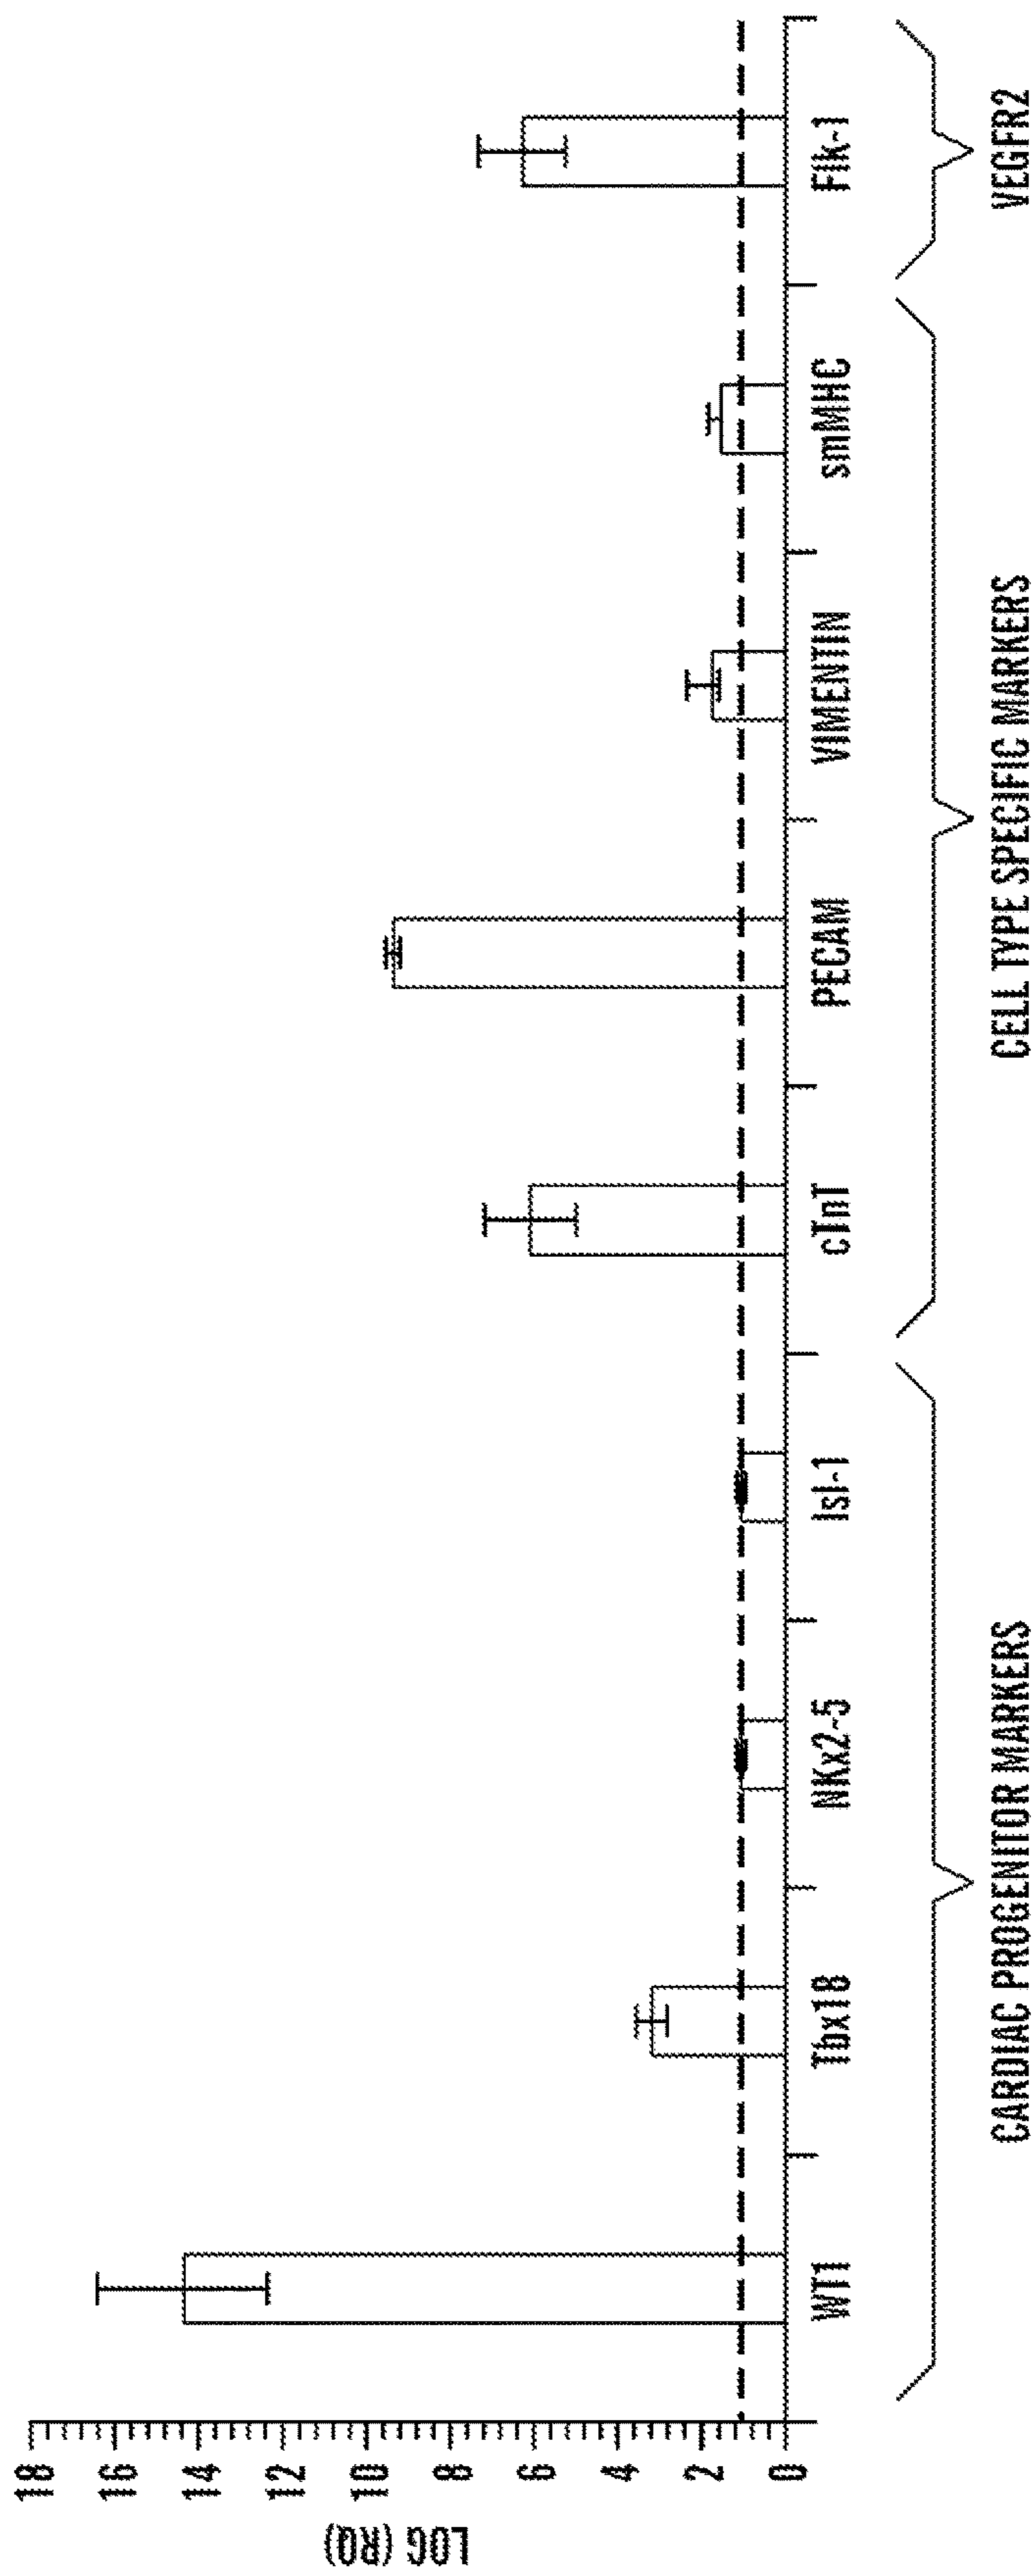 LOG (RQ)
18
16
14
12
10
8
6
4
2
0
WT1
Tbx18
NKx2-5
Isl-1
cTnT
PECAM
VIMENTIN
smMHC
Flk-1
CARDIAC PROGENITOR MARKERS
CELL TYPE SPECIFIC MARKERS
VEGFR2